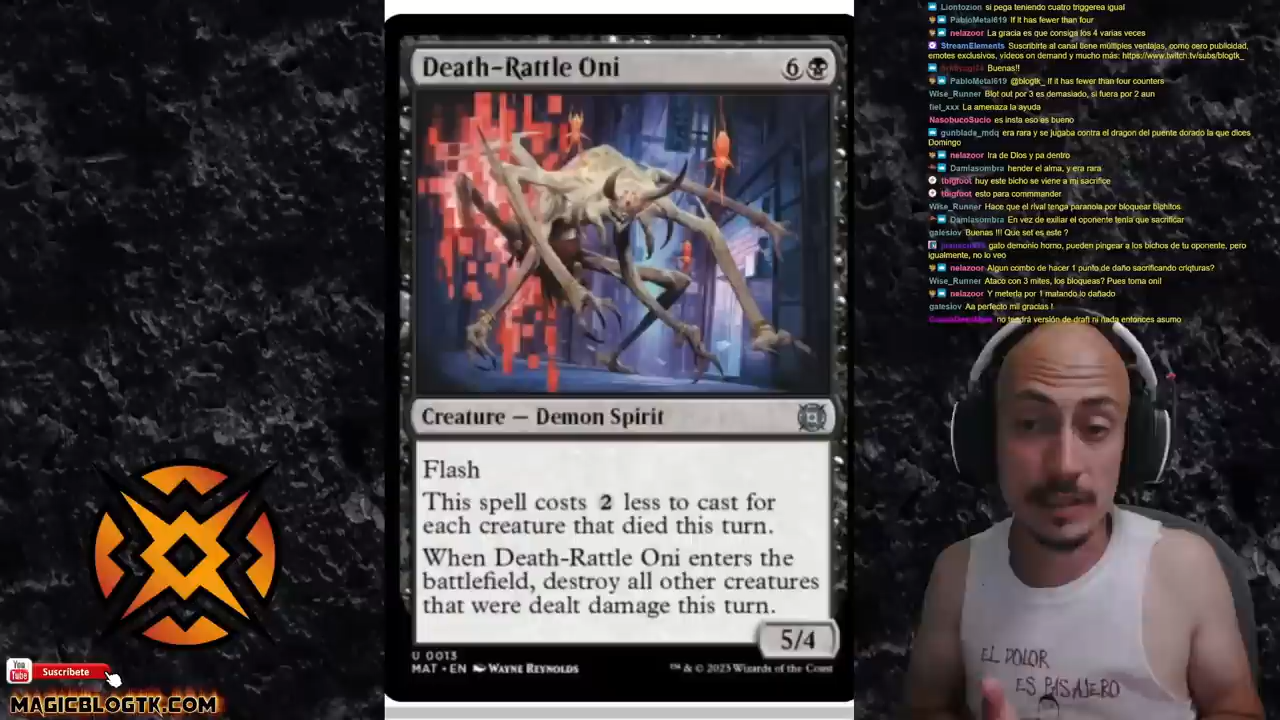 Death-Rattle Oni
6
Creature — Demon Spirit
Flash
This spell costs 2 less to cast for
each creature that died this turn.
When Death-Rattle Oni enters the
battlefield, destroy all other creatures
that were dealt damage this turn.
5/4
U 0013
MAT • EN WAYNE REYNOLDS
™ & © 2023 Wizards of the Coast
Liontozion si pega teniendo cuatro triggerea igual
PabloMetal619 If it has fewer than four
nelazoor La gracia es que consiga los 4 varias veces
StreamElements Suscribirte al canal tiene múltiples ventajas, como cero publicidad,
emotes exclusivos, vídeos on demand y mucho más: https://www.twitch.tv/subs/blogtk_
Buenas!!
PabloMetal619 @blogtk_ If it has fewer than four counters
Wise_Runner Blot out por 3 es demasiado, si fuera por 2 aun
fiel_xxx La amenaza la ayuda
NasobucoSucio es insta eso es bueno
gunblade_mdq era rara y se jugaba contra el dragon del puente dorado la que dices
Domingo
nelazoor Ira de Dios y pa dentro
Damlasombra hender el alma, y era rara
tbigfoot huy este bicho se viene a mi sacrifice
tbigfoot esto para commmander
Wise_Runner Hace que el rival tenga paranoia por bloquear bichitos
Damlasombra En vez de exiliar el oponente tenía que sacrificar
galesiov Buenas !!! Que set es este ?
gato demonio horno, pueden pingear a los bichos de tu oponente, pero
igualmente, no lo veo
nelazoor Algun combo de hacer 1 punto de daño sacrificando criqturas?
Wise_Runner Ataco con 3 mites, los bloqueas? Pues toma oni!
nelazoor Y meterla por 1 matando lo dañado
galesiov Aa perfecto mil gracias !
no tendrá versión de draft ni nada entonces asumo
EL DOLOR
ES PASAJERO
You
Tube
Suscribete
MAGICBLOGTK.COM